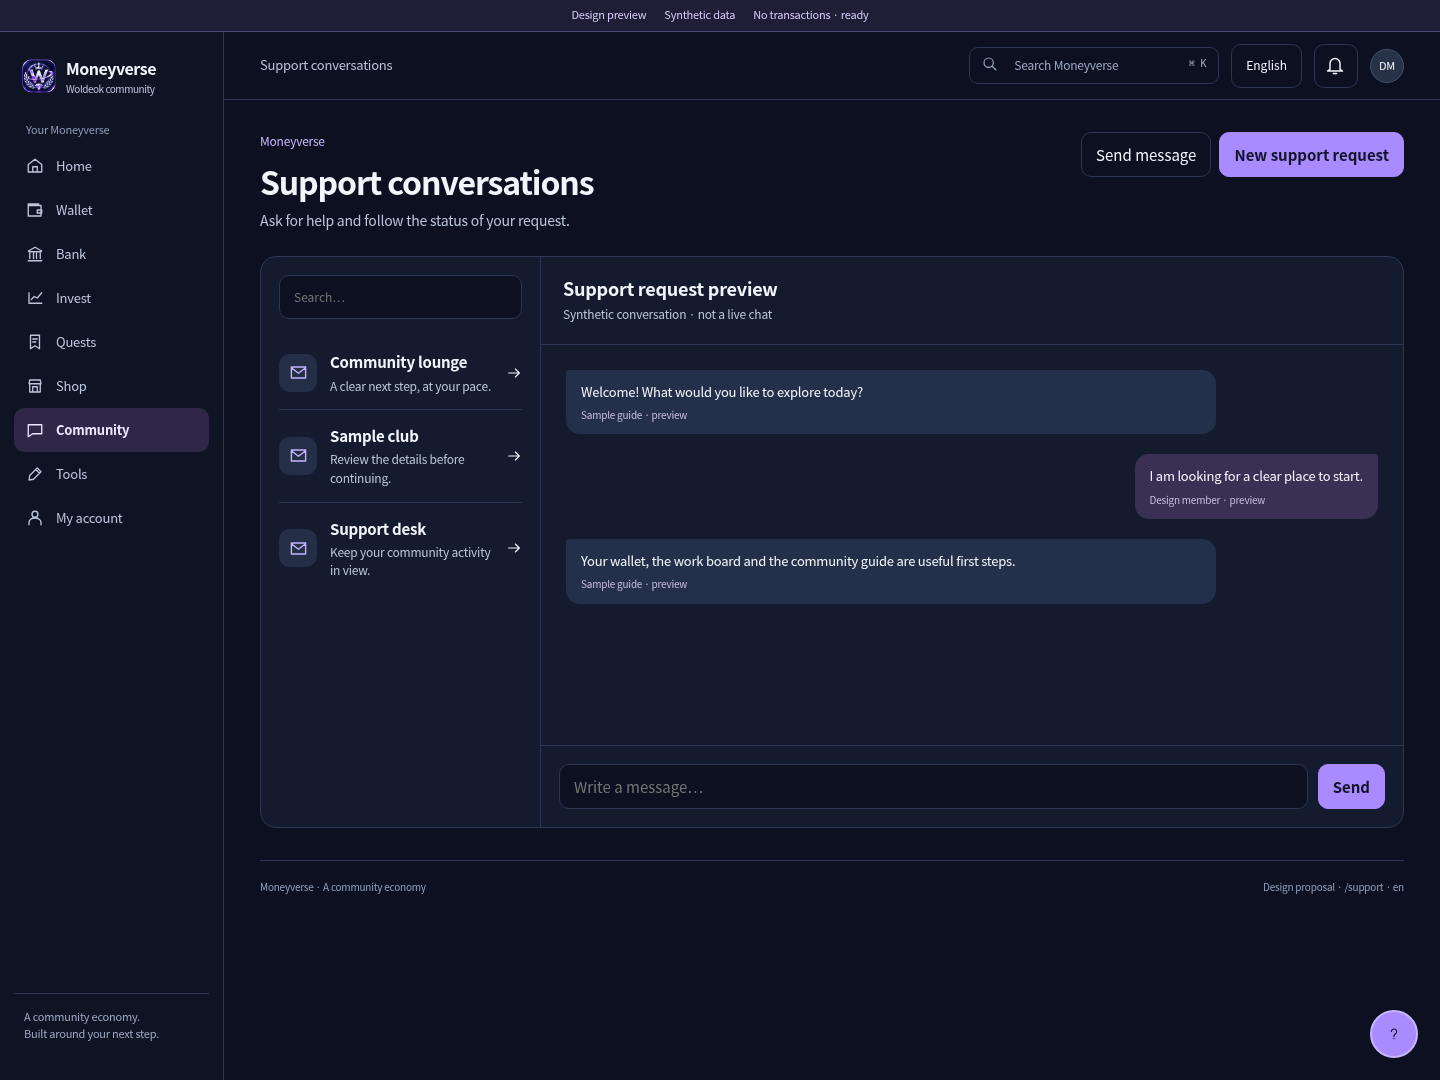 Design preview Synthetic data No transactions · ready
Moneyverse
Woldeok community
Your Moneyverse
Home
Wallet
Bank
Invest
Quests
Shop
Community
Tools
My account
A community economy.
Built around your next step.
Support conversations
Search Moneyverse ⌘ K
English
DM
Moneyverse
Support conversations
Ask for help and follow the status of your request.
Send message
New support request
Search…
Community lounge
A clear next step, at your pace.
Sample club
Review the details before
continuing.
Support desk
Keep your community activity
in view.
Support request preview
Synthetic conversation · not a live chat
Welcome! What would you like to explore today?
Sample guide · preview
I am looking for a clear place to start.
Design member · preview
Your wallet, the work board and the community guide are useful first steps.
Sample guide · preview
Write a message…
Send
Moneyverse · A community economy
Design proposal · /support · en
?